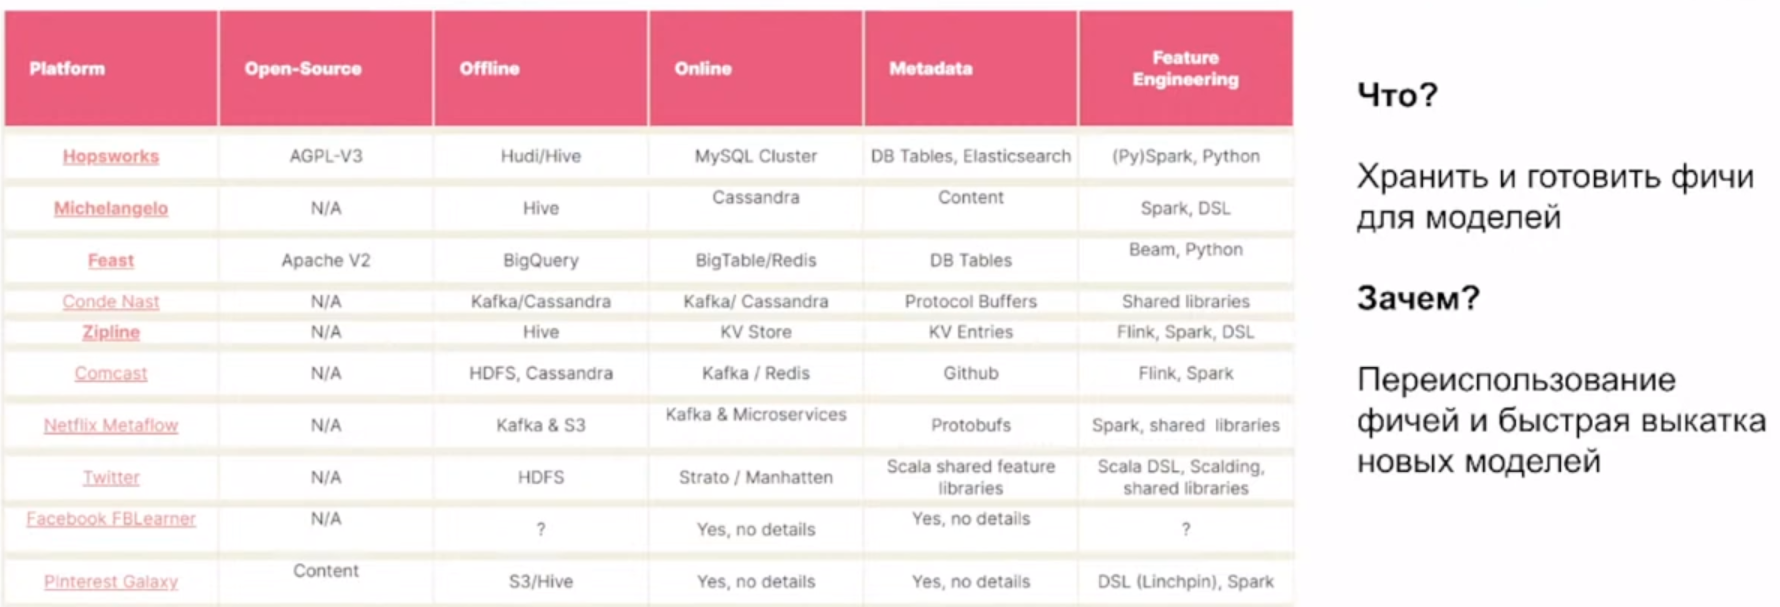 Platform Open-Source Offline Online Metadata Feature Engineering
Hopsworks AGPL-V3 Hudi/Hive MySQL Cluster DB Tables, Elasticsearch (Py)Spark, Python
Michelangelo N/A Hive Cassandra Content Spark, DSL
Feast Apache V2 BigQuery BigTable/Redis DB Tables Beam, Python
Conde Nast N/A Kafka/Cassandra Kafka/ Cassandra Protocol Buffers Shared libraries
Zipline N/A Hive KV Store KV Entries Flink, Spark, DSL
Comcast N/A HDFS, Cassandra Kafka / Redis Github Flink, Spark
Netflix Metaflow N/A Kafka & S3 Kafka & Microservices Protobufs Spark, shared libraries
Twitter N/A HDFS Strato / Manhatten Scala shared feature libraries Scala DSL, Scalding, shared libraries
Facebook FBLearner N/A ? Yes, no details Yes, no details ?
Pinterest Galaxy Content S3/Hive Yes, no details Yes, no details DSL (Linchpin), Spark
Что?
Хранить и готовить фичи
для моделей
Зачем?
Переиспользование
фичей и быстрая выкатка
новых моделей